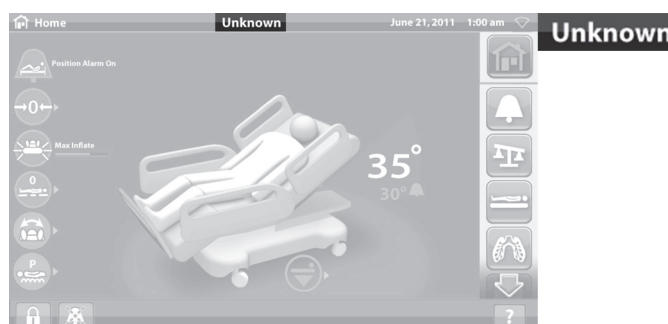 Home Unknown June 21, 2011 1:00 am
Unknown
Position Alarm On
→0←
Max Inflate
35°
30°
0
P
?